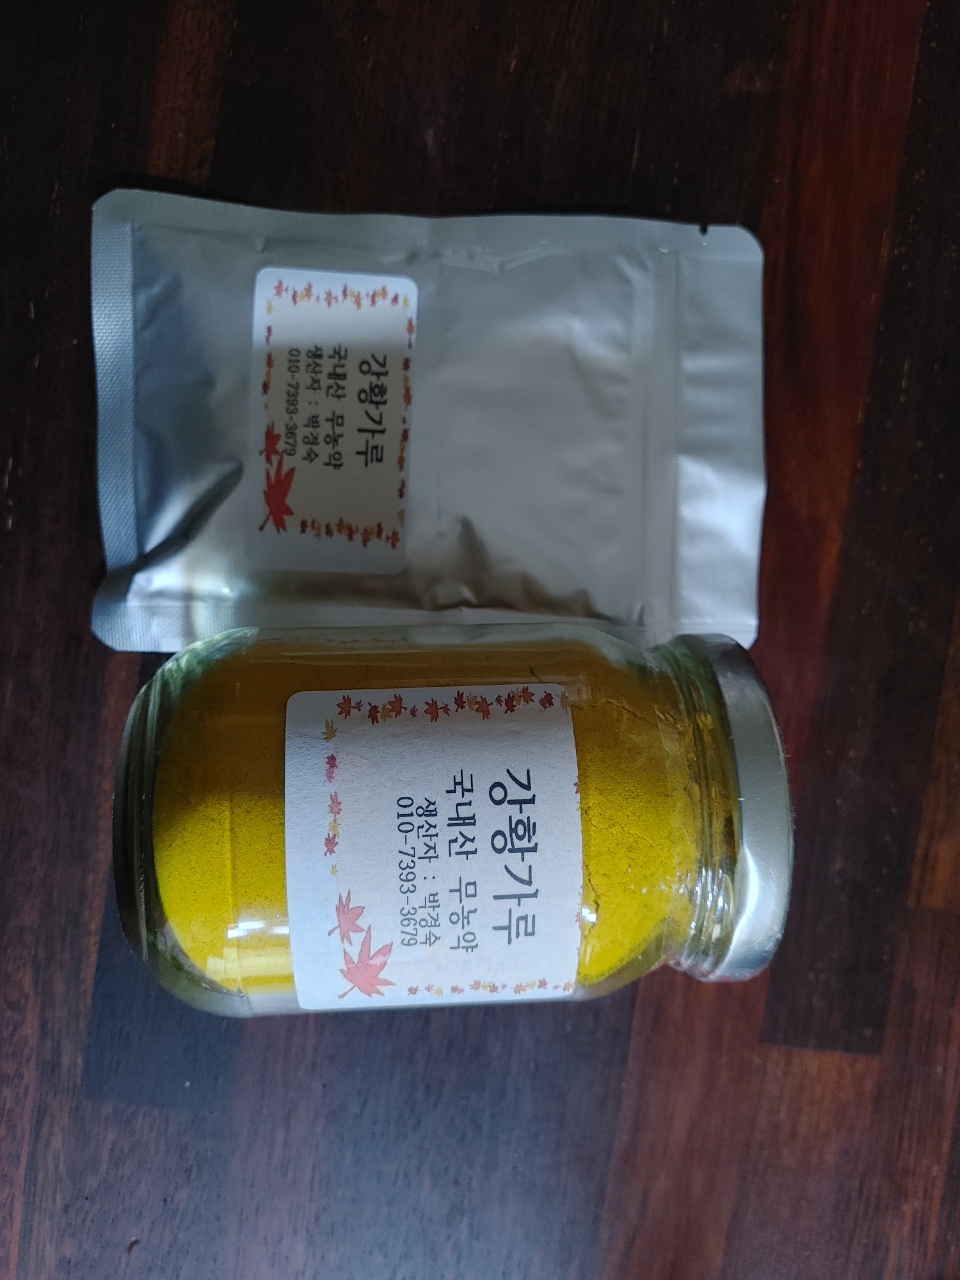 강황가루
국내산 무농약
생산자 : 박경숙
010-7393-3679
강황가루
국내산 무농약
생산자 : 박경숙
010-7393-3679